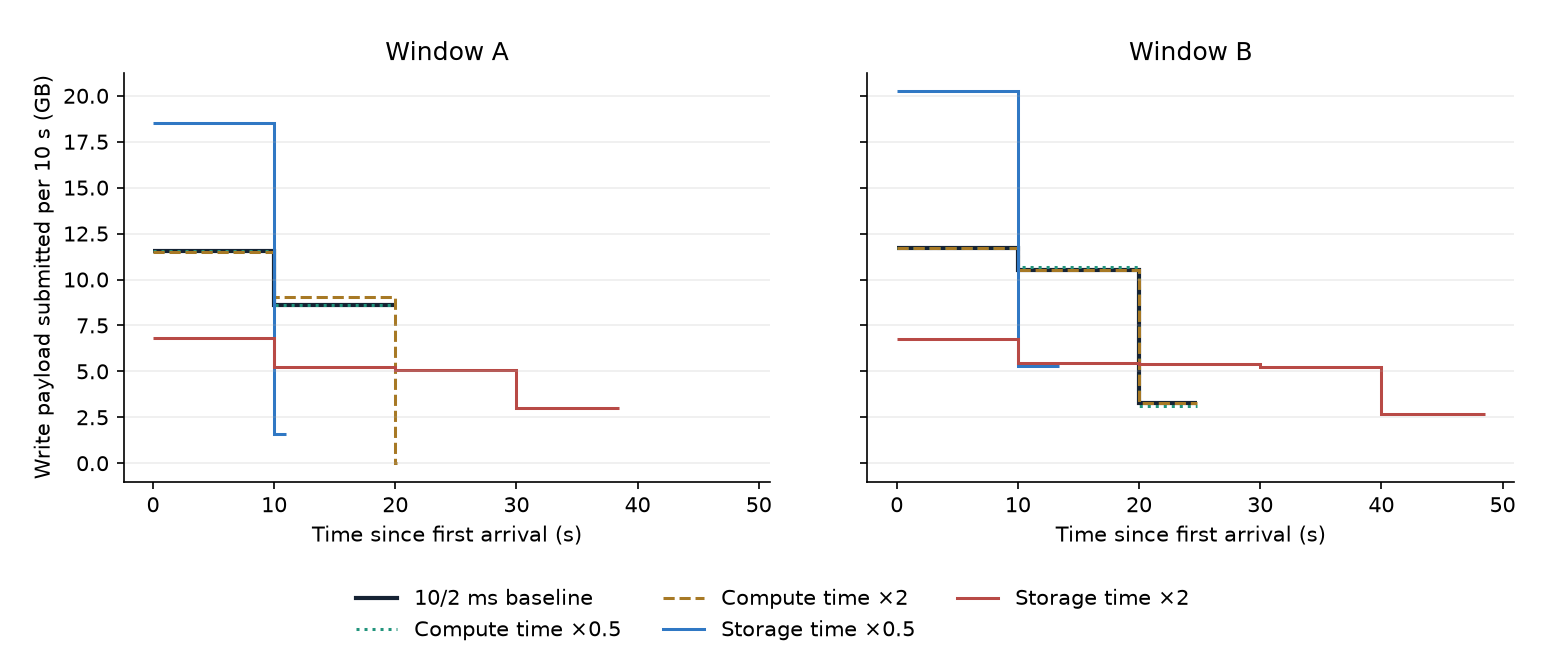 Window A
Window B
Write payload submitted per 10 s (GB)
20.0
17.5
15.0
12.5
10.0
7.5
5.0
2.5
0.0
0 10 20 30 40 50
0 10 20 30 40 50
Time since first arrival (s)
Time since first arrival (s)
10/2 ms baseline
Compute time ×2
Storage time ×2
Compute time ×0.5
Storage time ×0.5